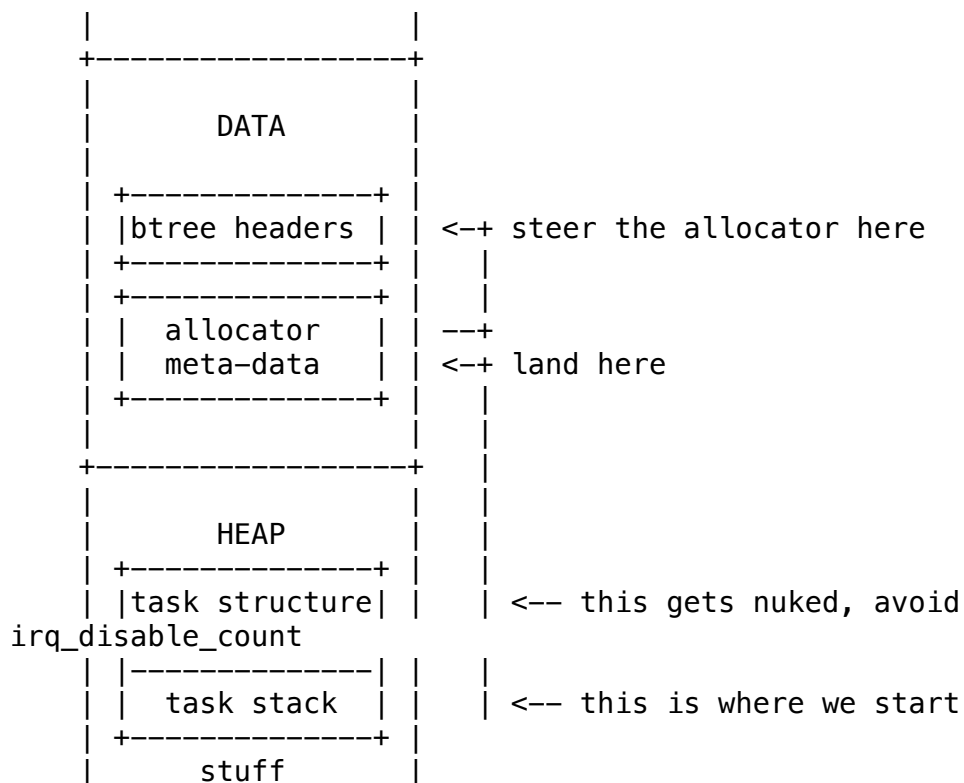 DATA
btree headers <-+ steer the allocator here
allocator --+
meta-data <-+ land here
HEAP
task structure <-- this gets nuked, avoid
irq_disable_count
task stack <-- this is where we start
stuff